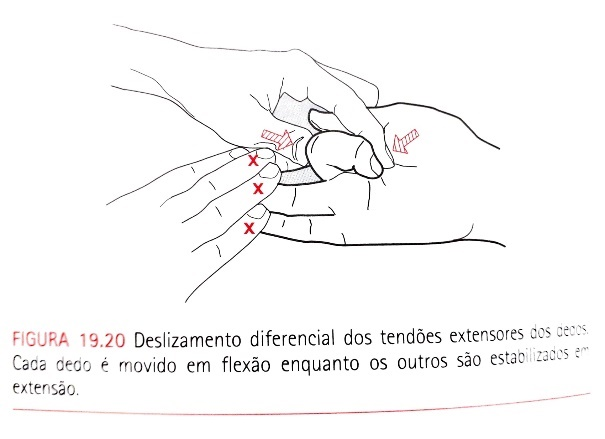 X
X
X
FIGURA 19.20 Deslizamento diferencial dos tendões extensores dos dedos.
Cada dedo é movido em flexão enquanto os outros são estabilizados em
extensão.